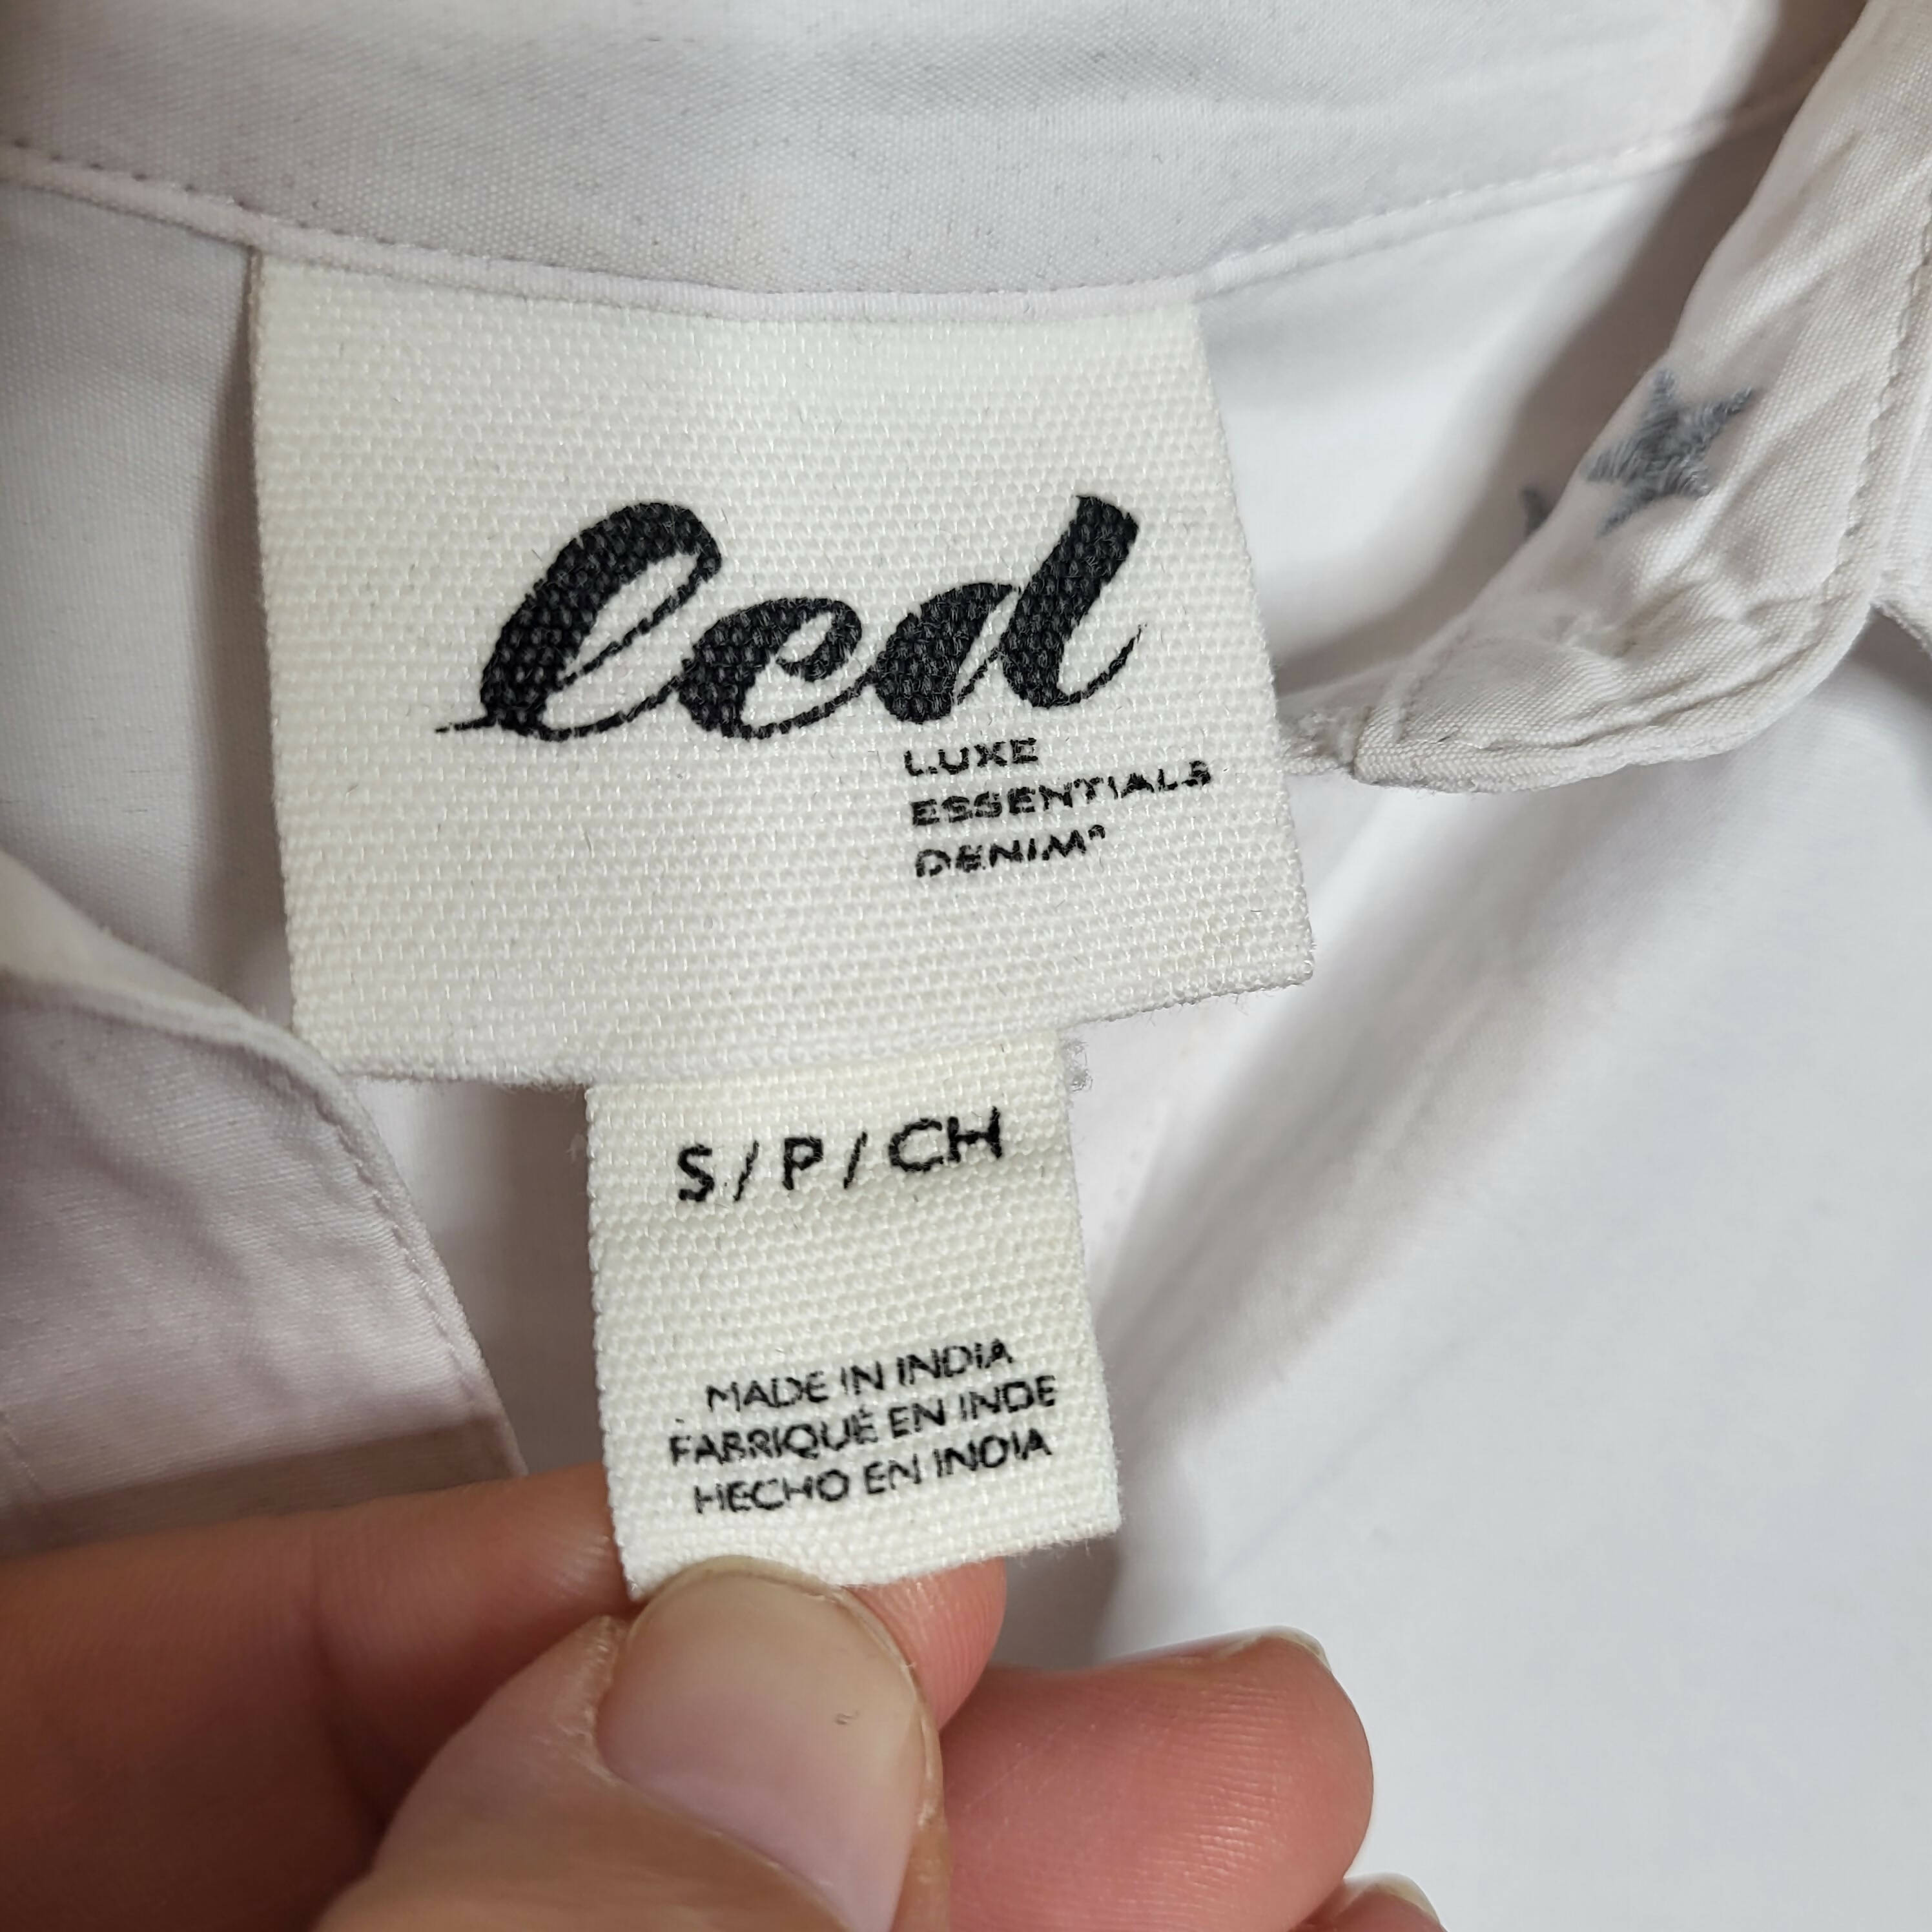 led
LUXE
ESSENTIALS
DENIM®
S / P / CH
MADE IN INDIA
FABRIQUÉ EN INDE
HECHO EN INDIA